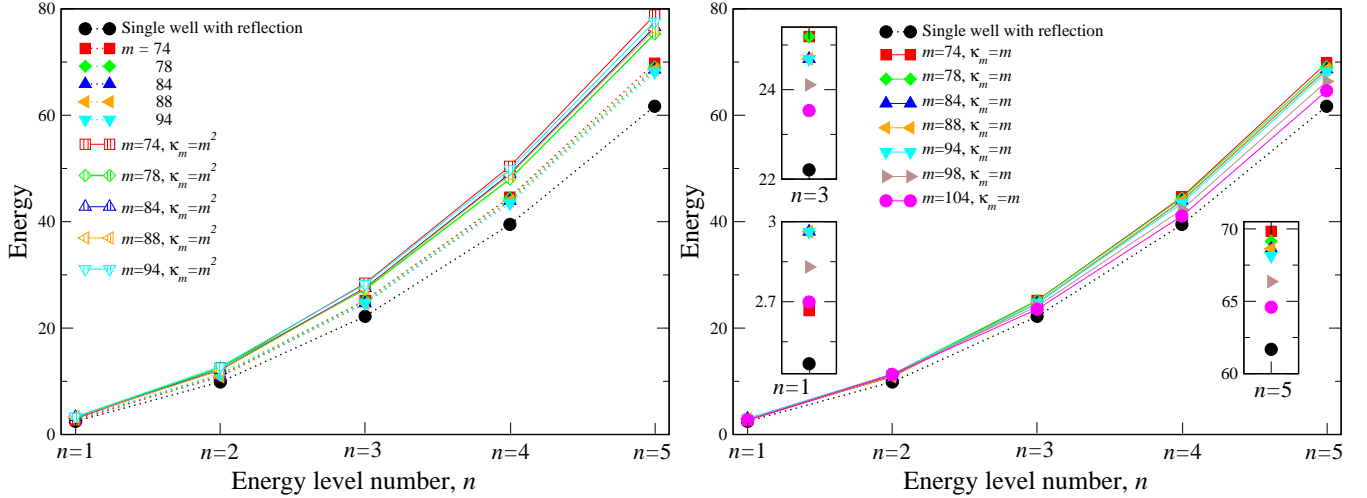 80
60
40
20
0
Energy
Single well with reflection
m = 74
78
84
88
94
m=74, κm=m²
m=78, κm=m²
m=84, κm=m²
m=88, κm=m²
m=94, κm=m²
n=1 n=2 n=3 n=4 n=5
Energy level number, n
80
60
40
20
0
Energy
Single well with reflection
m=74, κm=m
m=78, κm=m
m=84, κm=m
m=88, κm=m
m=94, κm=m
m=98, κm=m
m=104, κm=m
24
22
n=3
3
2.7
n=1
70
65
60
n=5
n=1 n=2 n=3 n=4 n=5
Energy level number, n